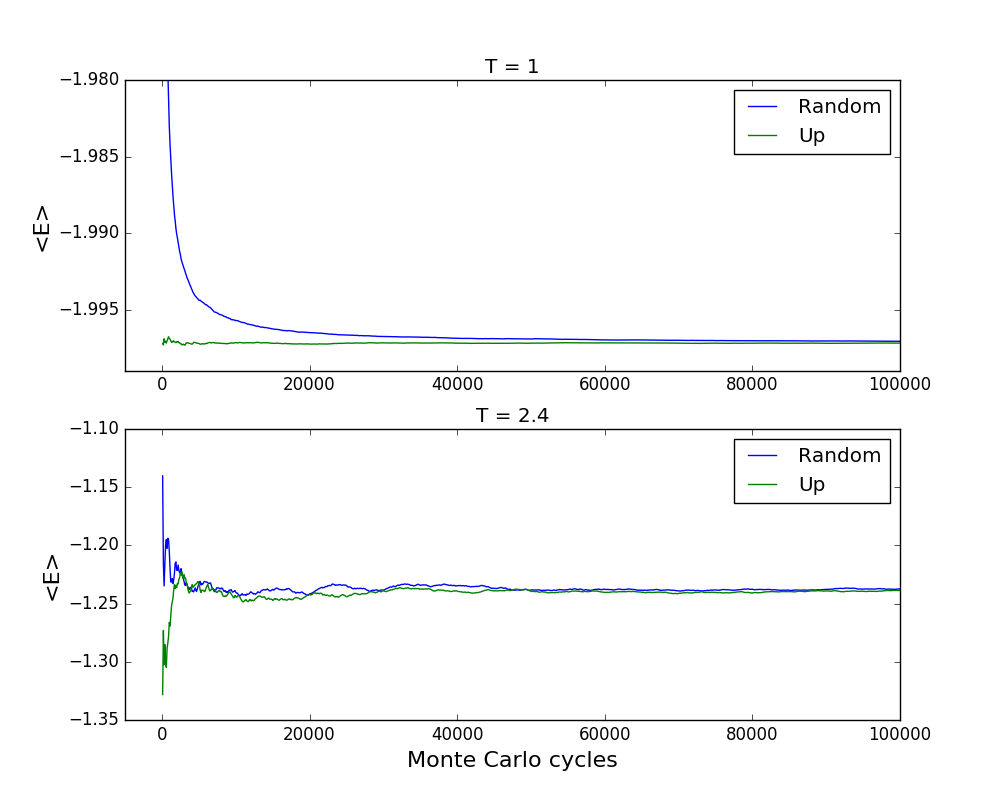 T = 1
−1.980
−1.985
−1.990
−1.995
<E>
Random
Up
0 20000 40000 60000 80000 100000
T = 2.4
−1.10
−1.15
−1.20
−1.25
−1.30
−1.35
<E>
Random
Up
0 20000 40000 60000 80000 100000
Monte Carlo cycles